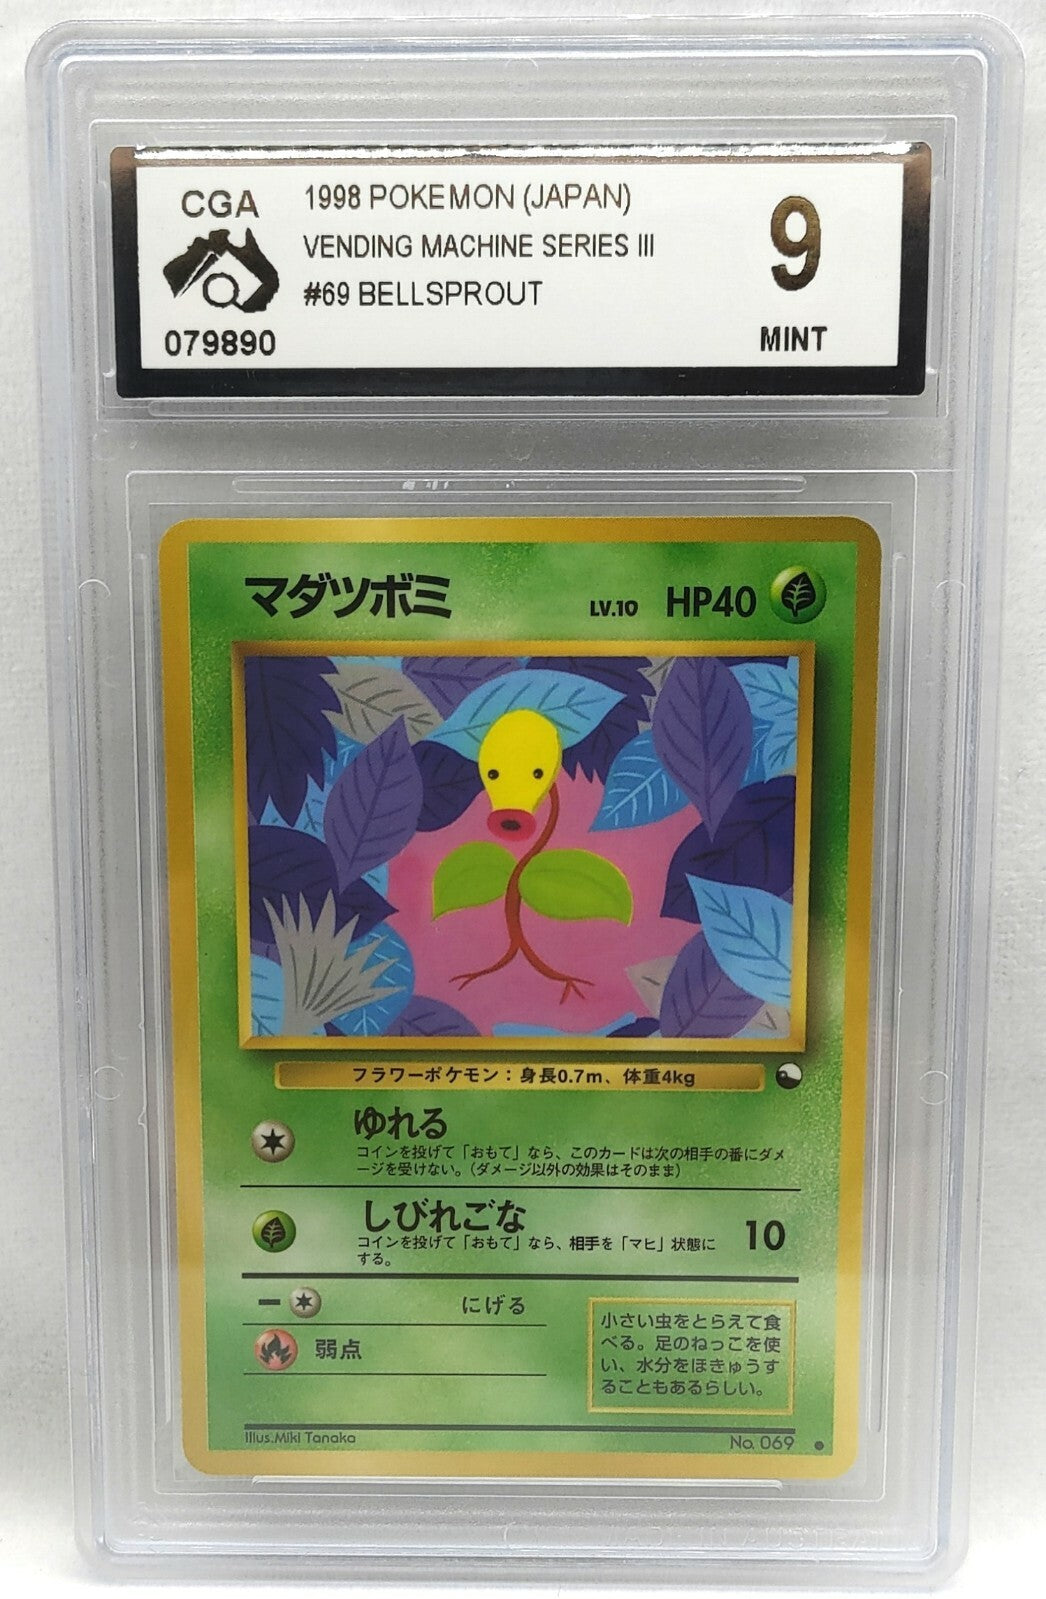 CGA
079890
1998 POKEMON (JAPAN)
VENDING MACHINE SERIES III
#69 BELLSPROUT
9
MINT
マダツボミ LV.10 HP40
フラワーポケモン：身長0.7m、体重4kg
ゆれる
コインを投げて「おもて」なら、このカードは次の相手の番にダメ
ージを受けない。（ダメージ以外の効果はそのまま）
しびれごな 10
コインを投げて「おもて」なら、相手を「マヒ」状態に
する。
にげる
弱点
小さい虫をとらえて食
べる。足のねっこを使
い、水分をほきゅうす
ることもあるらしい。
Illus.Miki Tanaka
No. 069